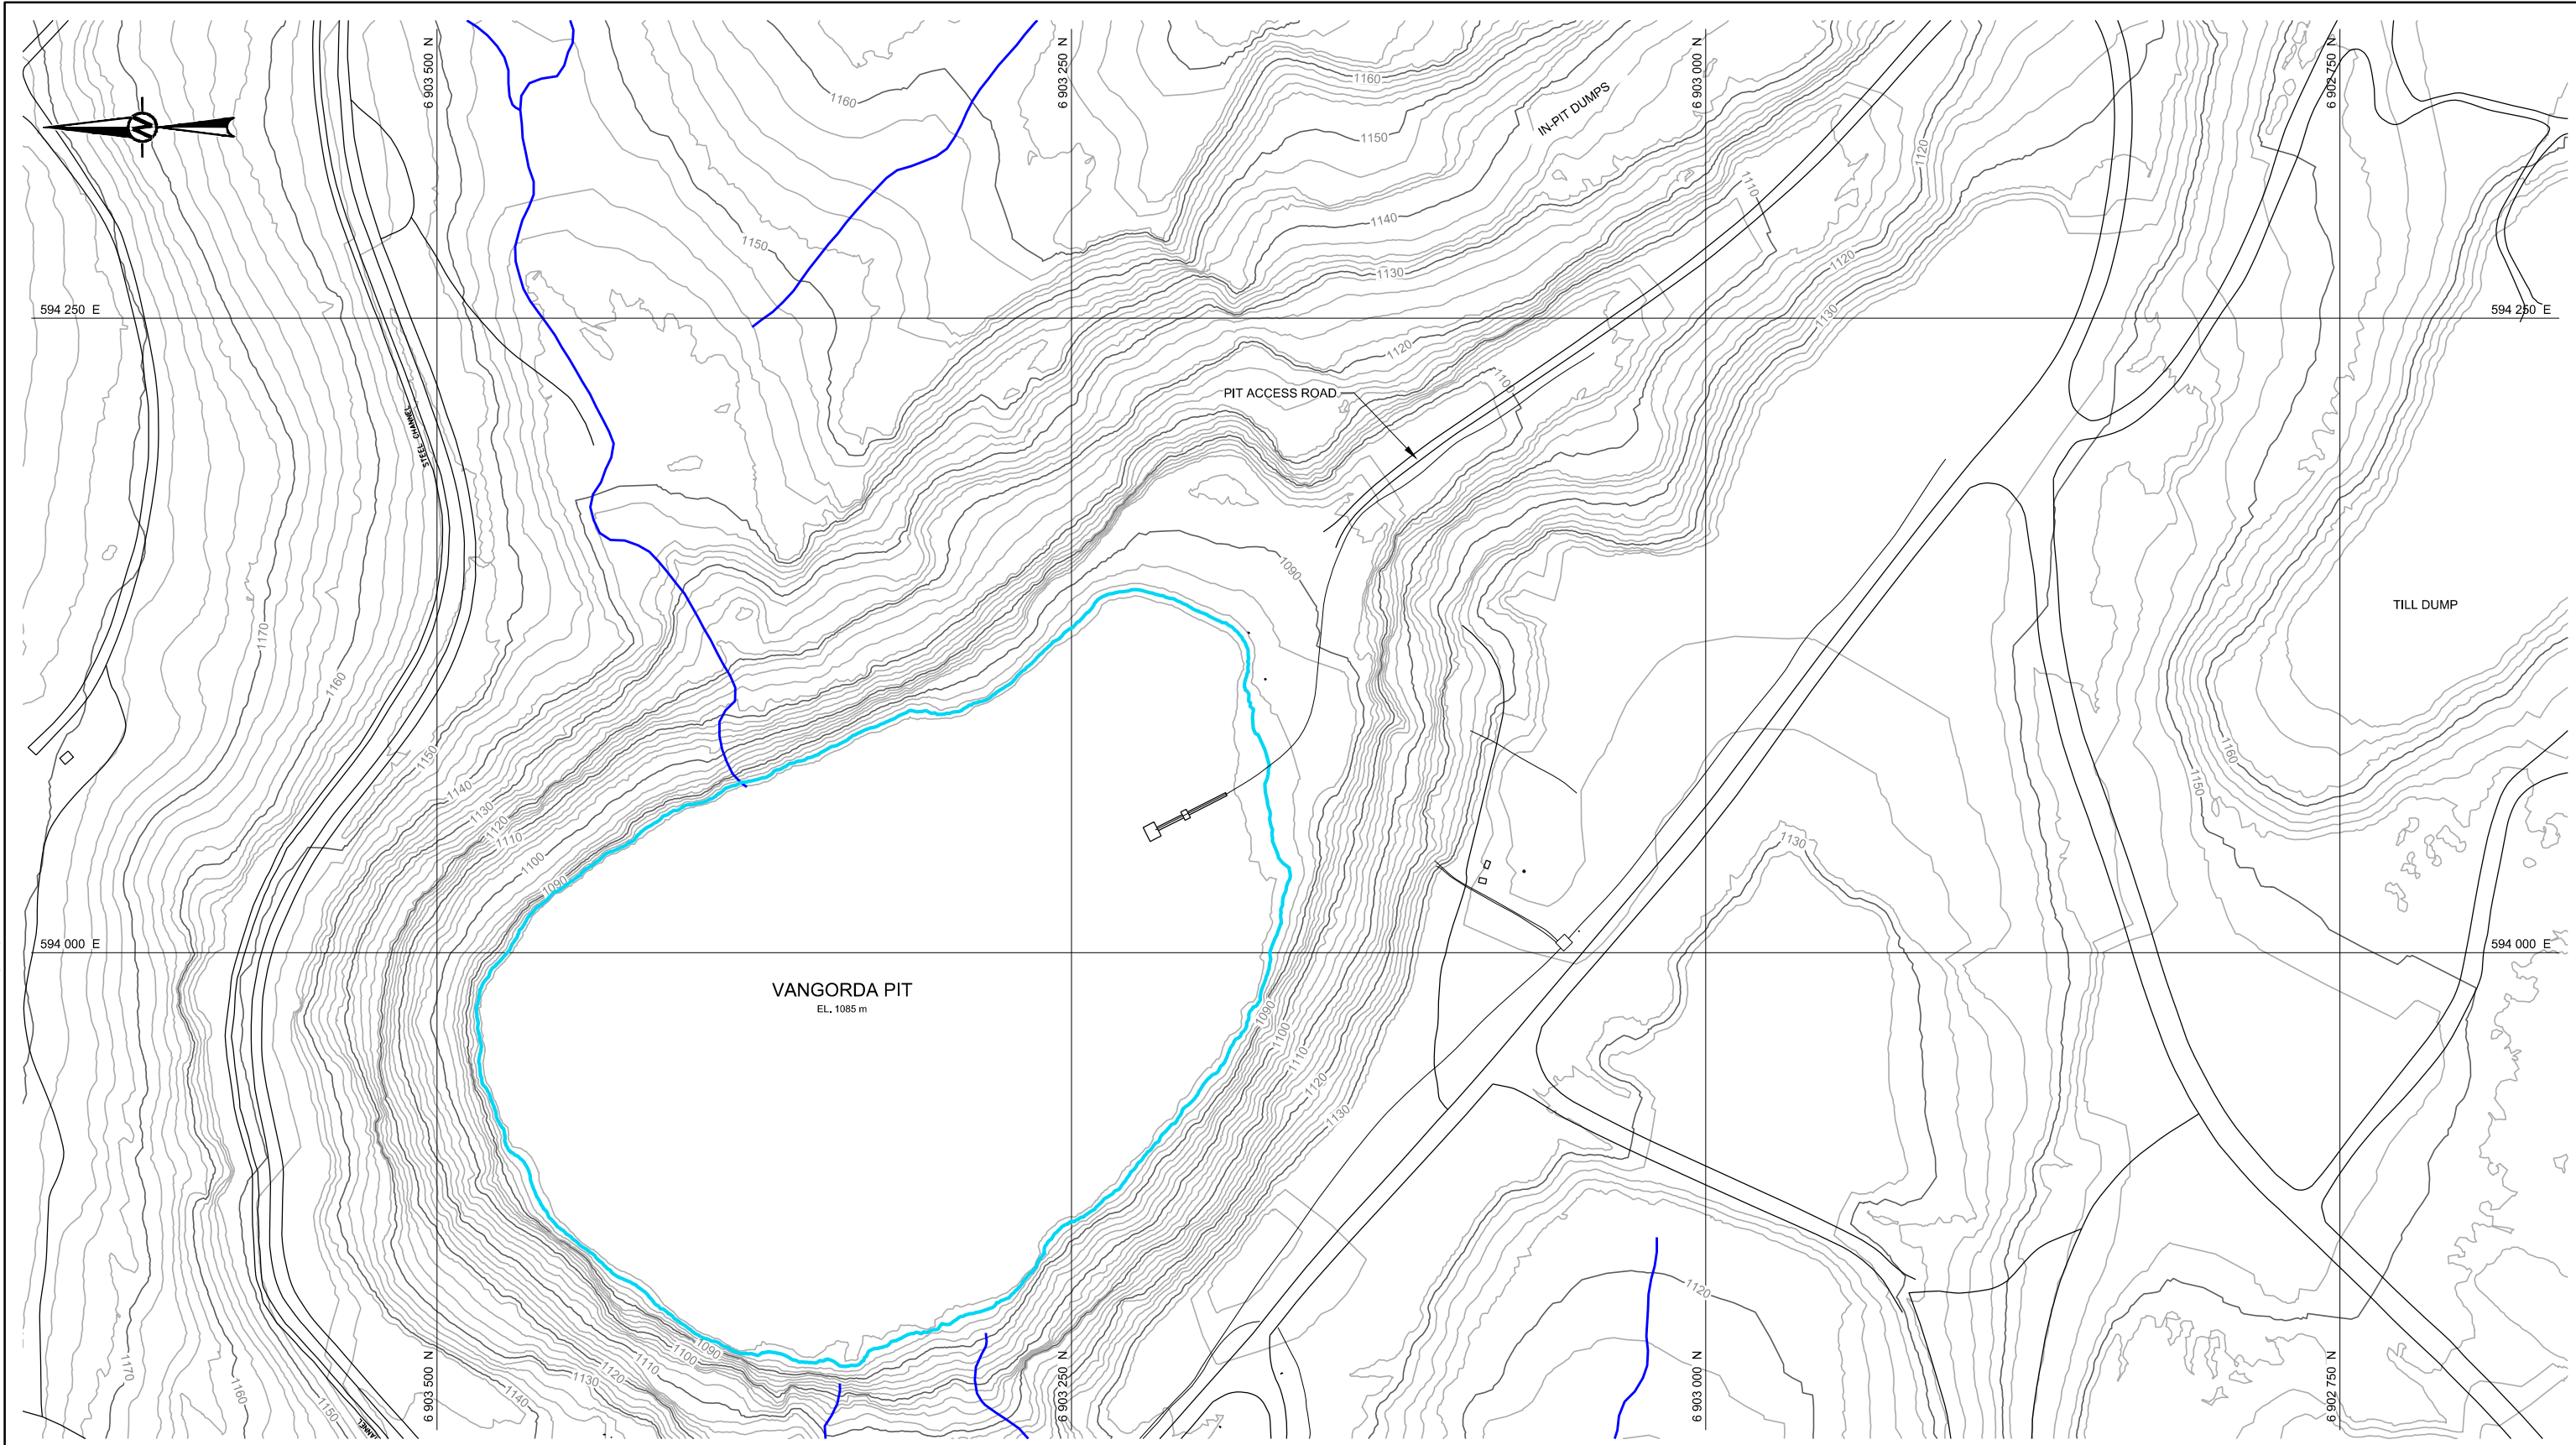 6 903 500 N
6 903 250 N
6 903 000 N
6 902 750 N
1160
1160
IN-PIT DUMPS
1150
1120
N
1110
1140
1150
1130
1120
594 250 E
594 250 E
1130
1120
PIT ACCESS ROAD
1100
STEEL CHANNEL
1090
TILL DUMP
1170
1160
1150
1160
1140
1150
1130
1120
1110
1130
1100
1090
594 000 E
594 000 E
VANGORDA PIT
EL. 1085 m
1090
1100
1110
1120
1130
1120
1090
1100
1110
1120
1130
1140
1170
1160
1150
6 903 500 N
6 903 250 N
6 903 000 N
6 902 750 N